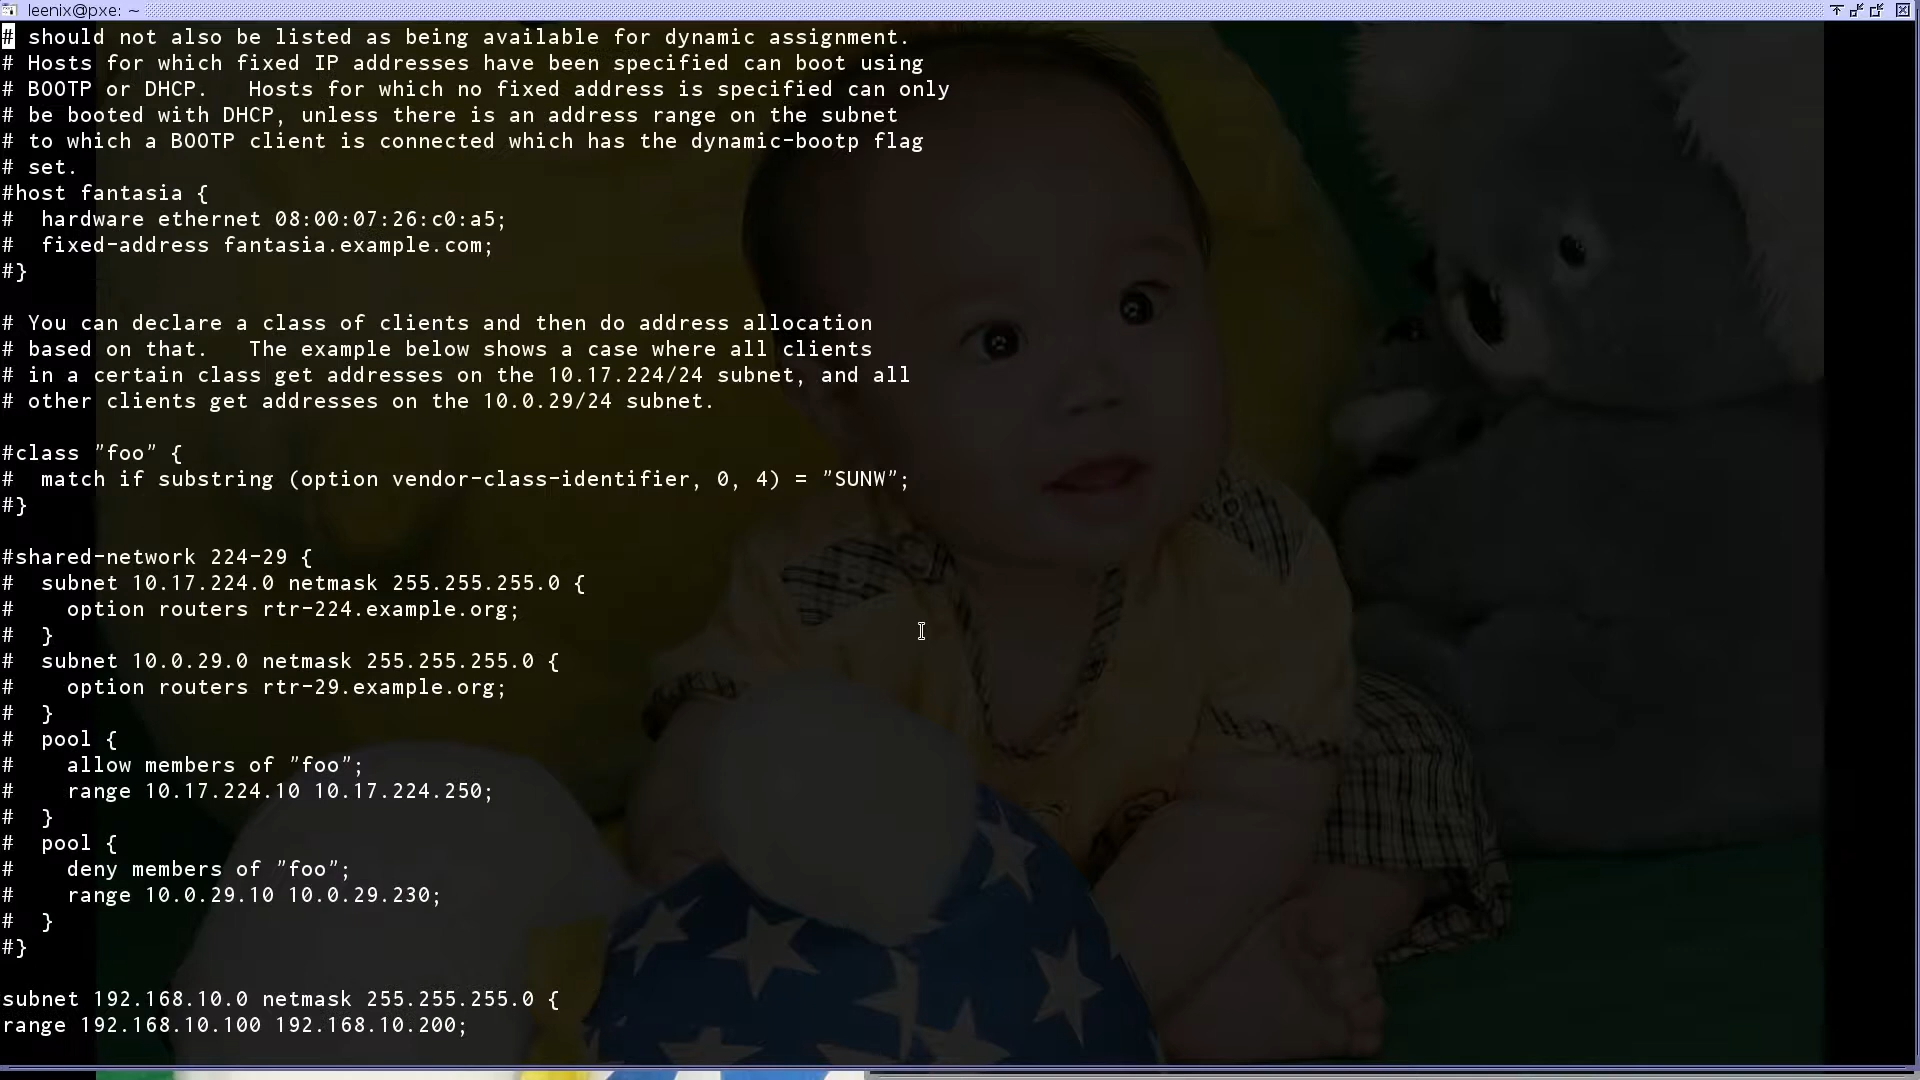 leenix@pxe: ~
# should not also be listed as being available for dynamic assignment.
# Hosts for which fixed IP addresses have been specified can boot using
# BOOTP or DHCP.   Hosts for which no fixed address is specified can only
# be booted with DHCP, unless there is an address range on the subnet
# to which a BOOTP client is connected which has the dynamic-bootp flag
# set.
#host fantasia {
#  hardware ethernet 08:00:07:26:c0:a5;
#  fixed-address fantasia.example.com;
#}

# You can declare a class of clients and then do address allocation
# based on that.   The example below shows a case where all clients
# in a certain class get addresses on the 10.17.224/24 subnet, and all
# other clients get addresses on the 10.0.29/24 subnet.

#class "foo" {
#  match if substring (option vendor-class-identifier, 0, 4) = "SUNW";
#}

#shared-network 224-29 {
#  subnet 10.17.224.0 netmask 255.255.255.0 {
#    option routers rtr-224.example.org;
#  }
#  subnet 10.0.29.0 netmask 255.255.255.0 {
#    option routers rtr-29.example.org;
#  }
#  pool {
#    allow members of "foo";
#    range 10.17.224.10 10.17.224.250;
#  }
#  pool {
#    deny members of "foo";
#    range 10.0.29.10 10.0.29.230;
#  }
#}

subnet 192.168.10.0 netmask 255.255.255.0 {
range 192.168.10.100 192.168.10.200;